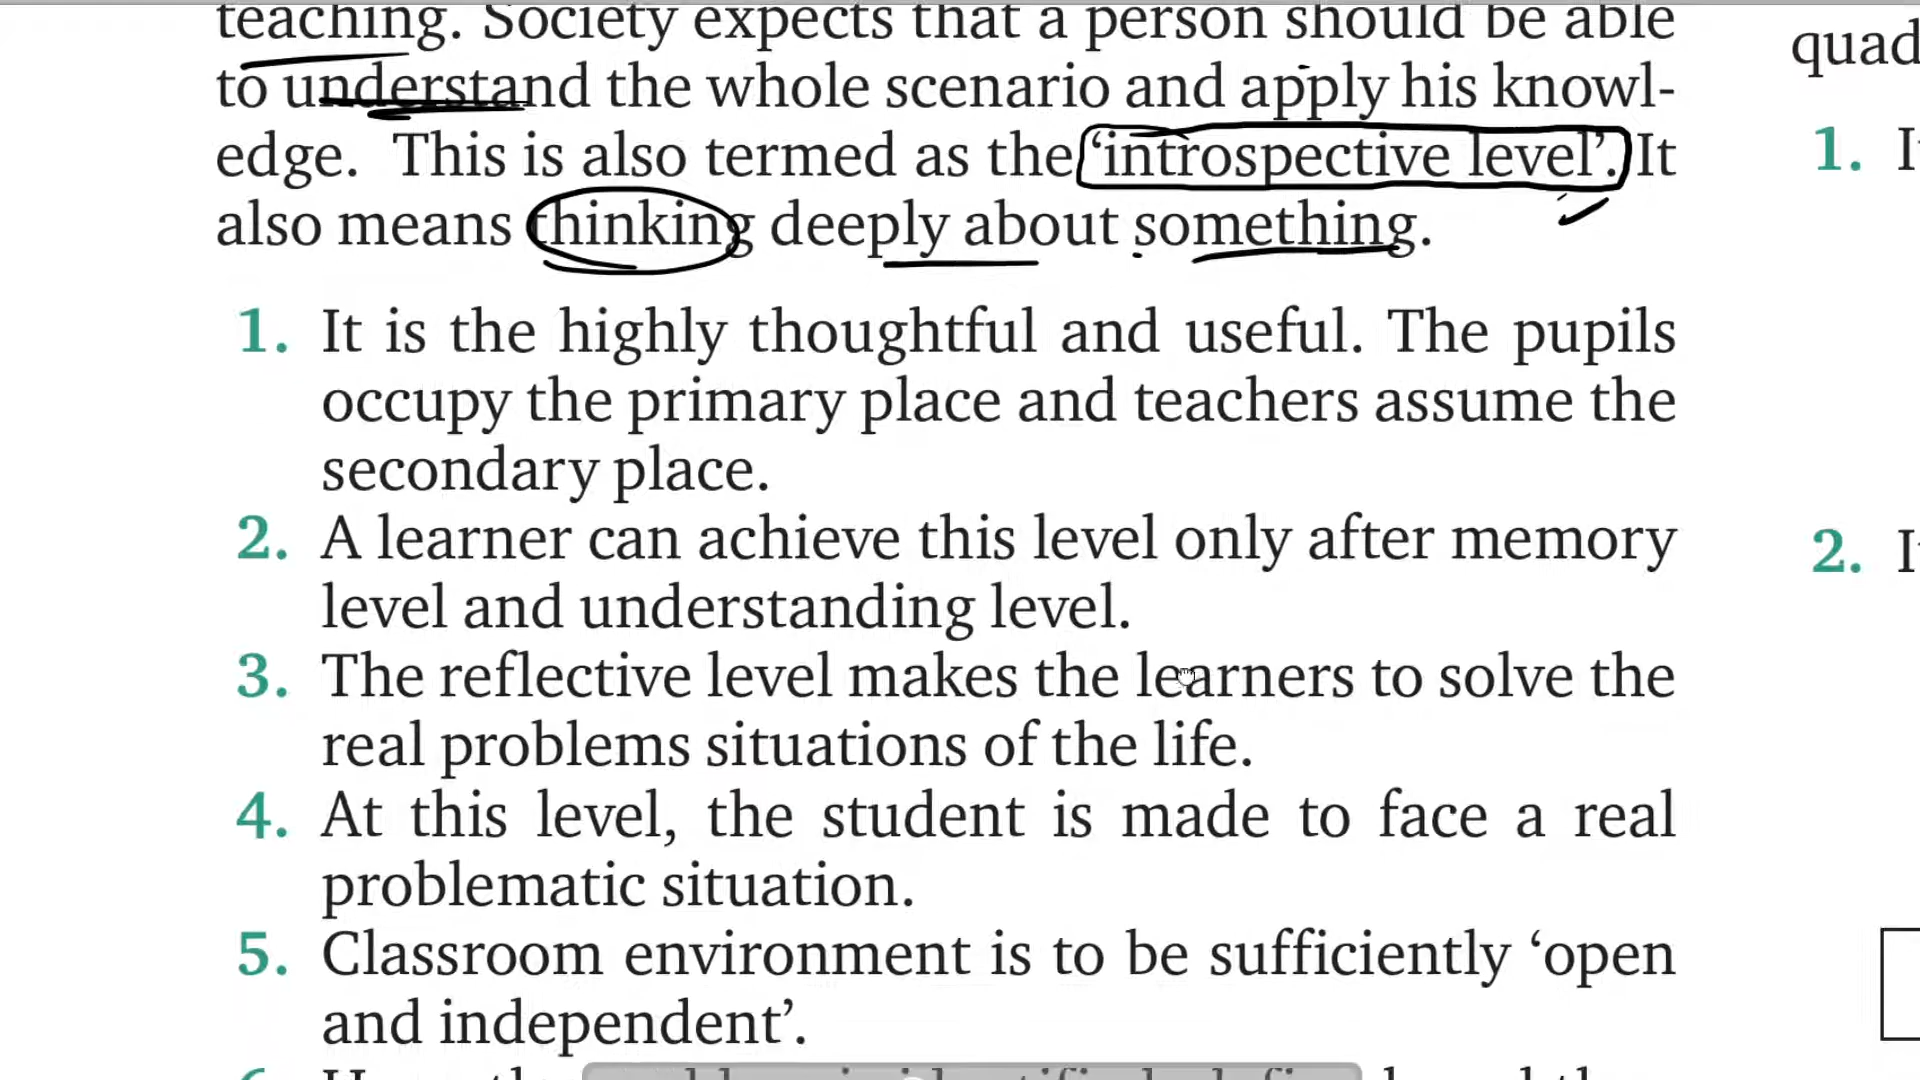 teaching. Society expects that a person should be able
to understand the whole scenario and apply his knowl-
edge. This is also termed as the ‘introspective level’. It
also means thinking deeply about something.
1. It is the highly thoughtful and useful. The pupils
occupy the primary place and teachers assume the
secondary place.
2. A learner can achieve this level only after memory
level and understanding level.
3. The reflective level makes the learners to solve the
real problems situations of the life.
4. At this level, the student is made to face a real
problematic situation.
5. Classroom environment is to be sufficiently ‘open
and independent’.
quad
1.
2.